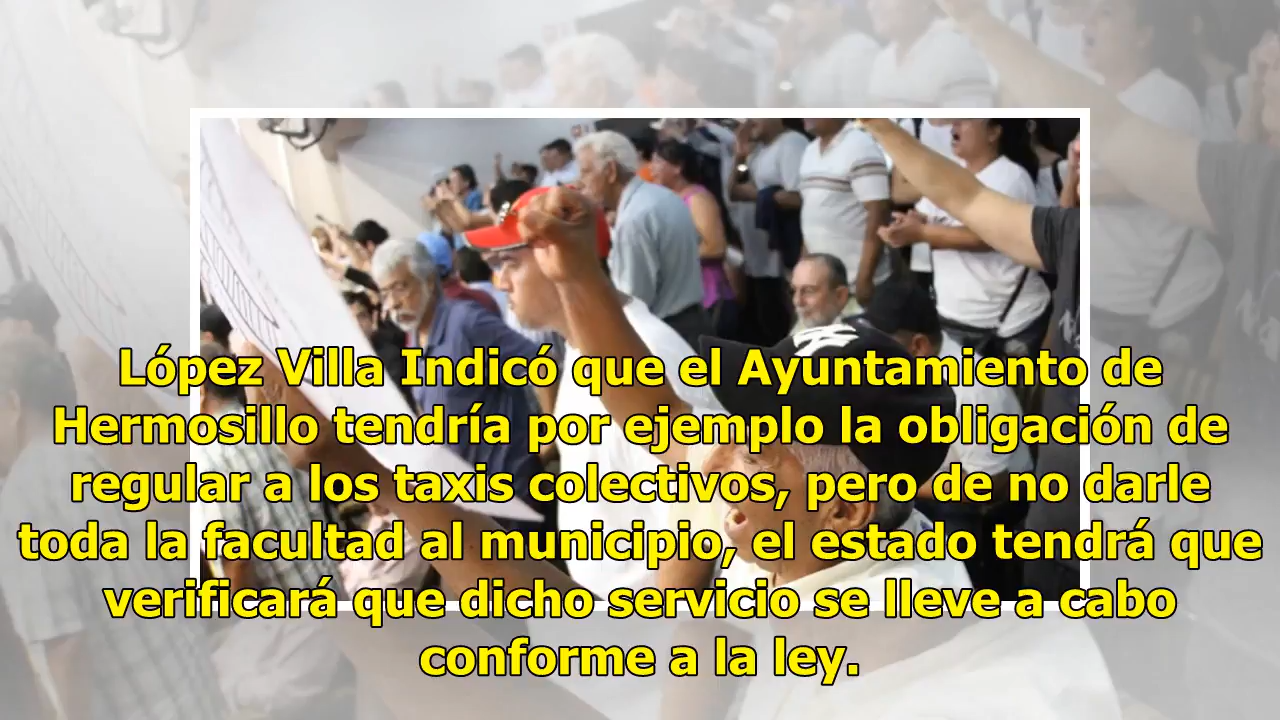 López Villa Indicó que el Ayuntamiento de
Hermosillo tendría por ejemplo la obligación de
regular a los taxis colectivos, pero de no darle
toda la facultad al municipio, el estado tendrá que
verificará que dicho servicio se lleve a cabo
conforme a la ley.